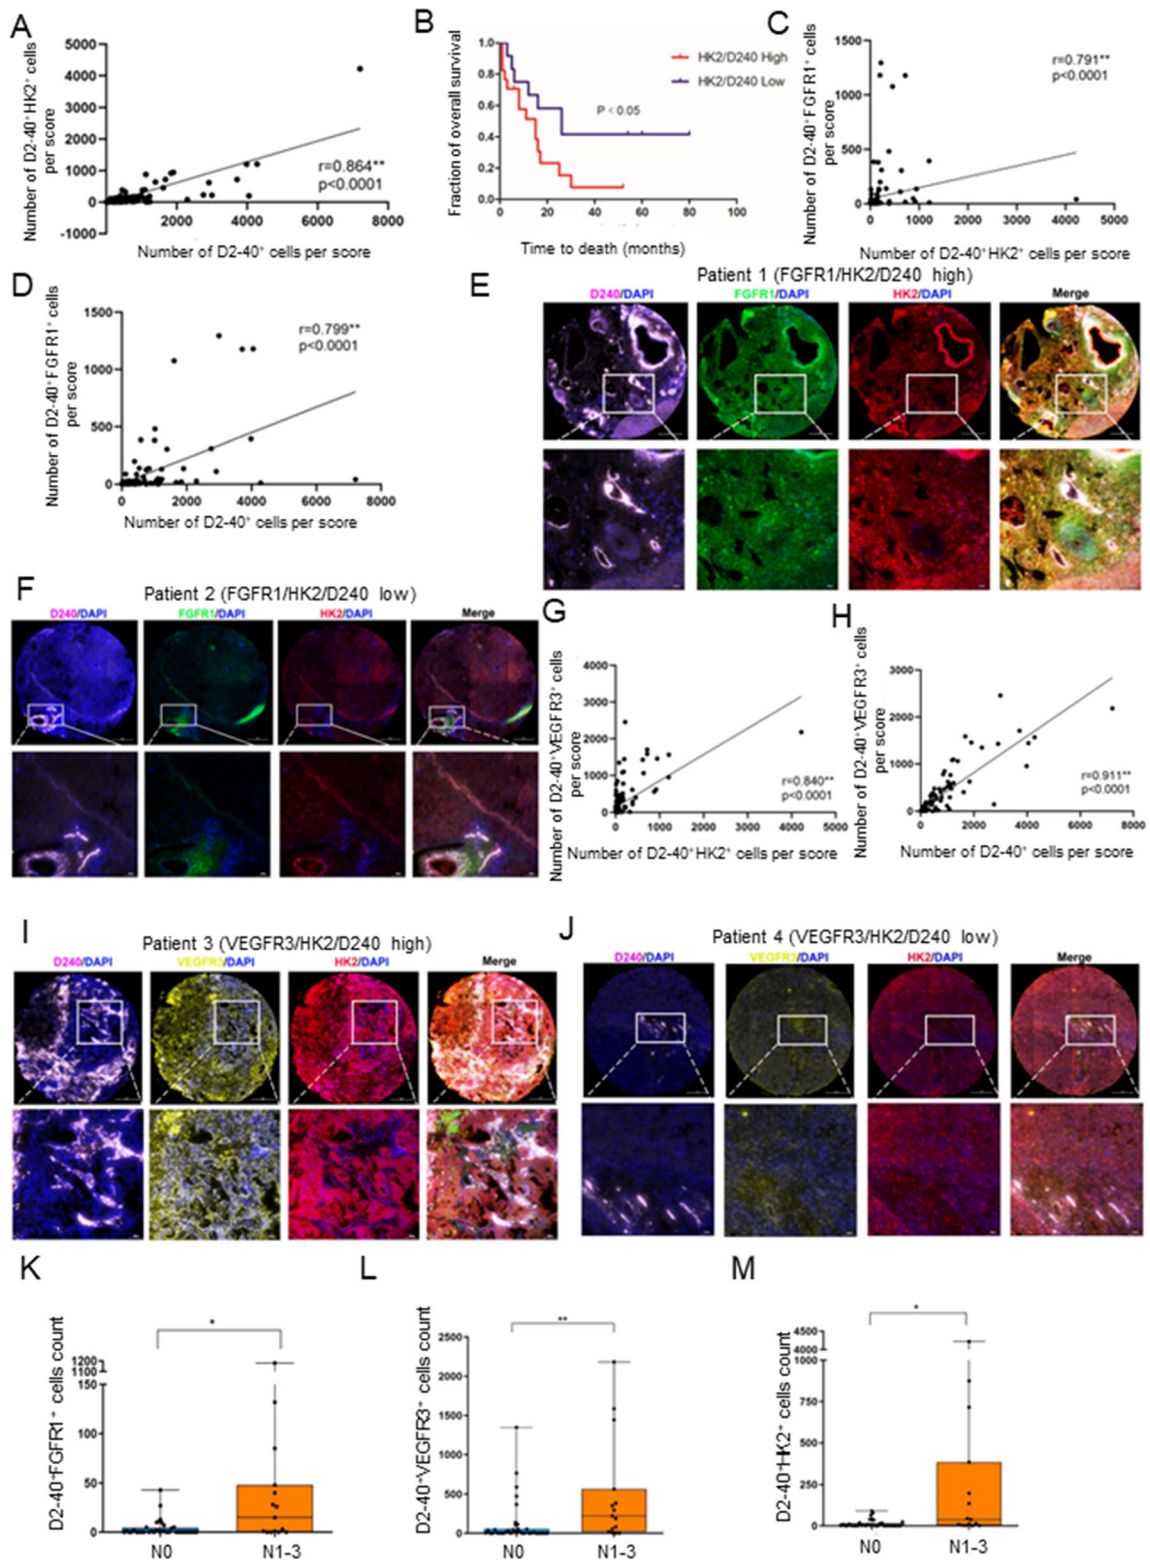 A
Number of D2-40⁺HK2⁺ cells
per score
5000
4000
3000
2000
1000
0
-1000
r=0.864**
p<0.0001
2000
4000
6000
8000
Number of D2-40⁺ cells per score
B
Fraction of overall survival
1.0
0.8
0.6
0.4
0.2
0.0
HK2/D240 High
HK2/D240 Low
P < 0.05
0
20
40
60
80
100
Time to death (months)
C
Number of D2-40⁺FGFR1⁺ cells
per score
1500
1000
500
0
r=0.791**
p<0.0001
0
1000
2000
3000
4000
5000
Number of D2-40⁺HK2⁺ cells per score
D
Number of D2-40⁺FGFR1⁺ cells
per score
1500
1000
500
0
r=0.799**
p<0.0001
0
2000
4000
6000
8000
Number of D2-40⁺ cells per score
E
Patient 1 (FGFR1/HK2/D240 high)
D240/DAPI
FGFR1/DAPI
HK2/DAPI
Merge
F
Patient 2 (FGFR1/HK2/D240 low)
D240/DAPI
FGFR1/DAPI
HK2/DAPI
Merge
G
Number of D2-40⁺VEGFR3⁺ cells
per score
4000
3000
2000
1000
0
r=0.840**
p<0.0001
0
1000
2000
3000
4000
5000
Number of D2-40⁺HK2⁺ cells per score
H
Number of D2-40⁺VEGFR3⁺ cells
per score
3000
2000
1000
0
r=0.911**
p<0.0001
0
2000
4000
6000
8000
Number of D2-40⁺ cells per score
I
Patient 3 (VEGFR3/HK2/D240 high)
D240/DAPI
VEGFR3/DAPI
HK2/DAPI
Merge
J
Patient 4 (VEGFR3/HK2/D240 low)
D240/DAPI
VEGFR3/DAPI
HK2/DAPI
Merge
K
D2-40⁺FGFR1⁺ cells count
1200
1100
150
100
50
0
*
N0
N1-3
L
D2-40⁺VEGFR3⁺ cells count
2500
2000
1500
1000
500
0
**
N0
N1-3
M
D2-40⁺HK2⁺ cells count
4500
4000
1000
750
500
250
0
*
N0
N1-3